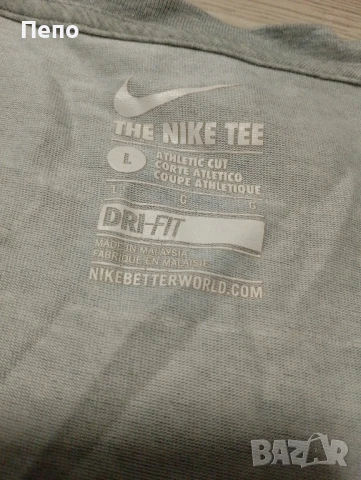 Пепо
THE NIKE TEE
L
ATHLETIC CUT
CORTE ATLETICO
COUPE ATHLETIQUE
L G G
DRI-FIT
MADE IN MALAYSIA
FABRIQUE EN MALAISIE
NIKEBETTERWORLD.COM
BAZAR